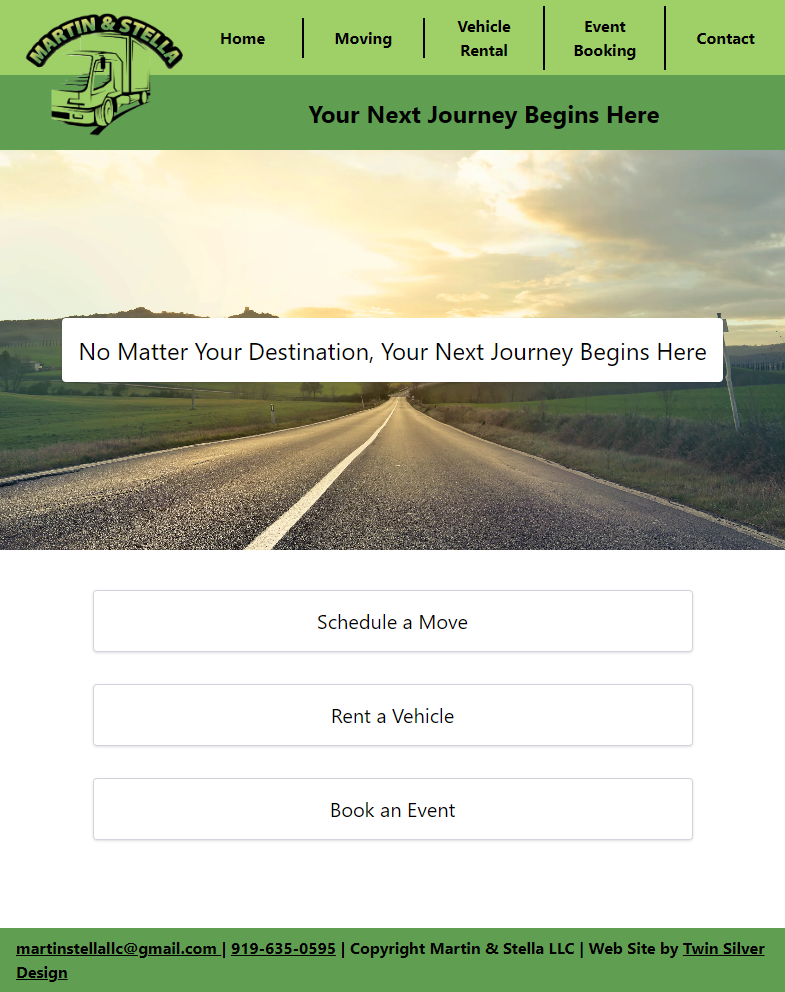 MARTIN & STELLA
Home
Moving
Vehicle
Rental
Event
Booking
Contact
Your Next Journey Begins Here
No Matter Your Destination, Your Next Journey Begins Here
Schedule a Move
Rent a Vehicle
Book an Event
martinstellallc@gmail.com | 919-635-0595 | Copyright Martin & Stella LLC | Web Site by Twin Silver
Design